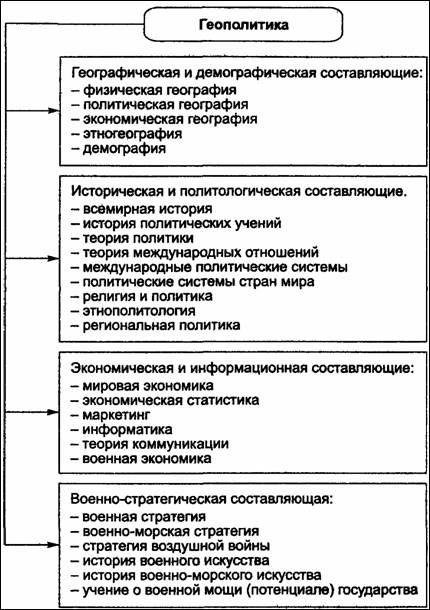 Геополитика
Географическая и демографическая составляющие:
– физическая география
– политическая география
– экономическая география
– этногеография
– демография
Историческая и политологическая составляющие.
– всемирная история
– история политических учений
– теория политики
– теория международных отношений
– международные политические системы
– политические системы стран мира
– религия и политика
– этнополитология
– региональная политика
Экономическая и информационная составляющие:
– мировая экономика
– экономическая статистика
– маркетинг
– информатика
– теория коммуникации
– военная экономика
Военно-стратегическая составляющая:
– военная стратегия
– военно-морская стратегия
– стратегия воздушной войны
– история военного искусства
– история военно-морского искусства
– учение о военной мощи (потенциале) государства